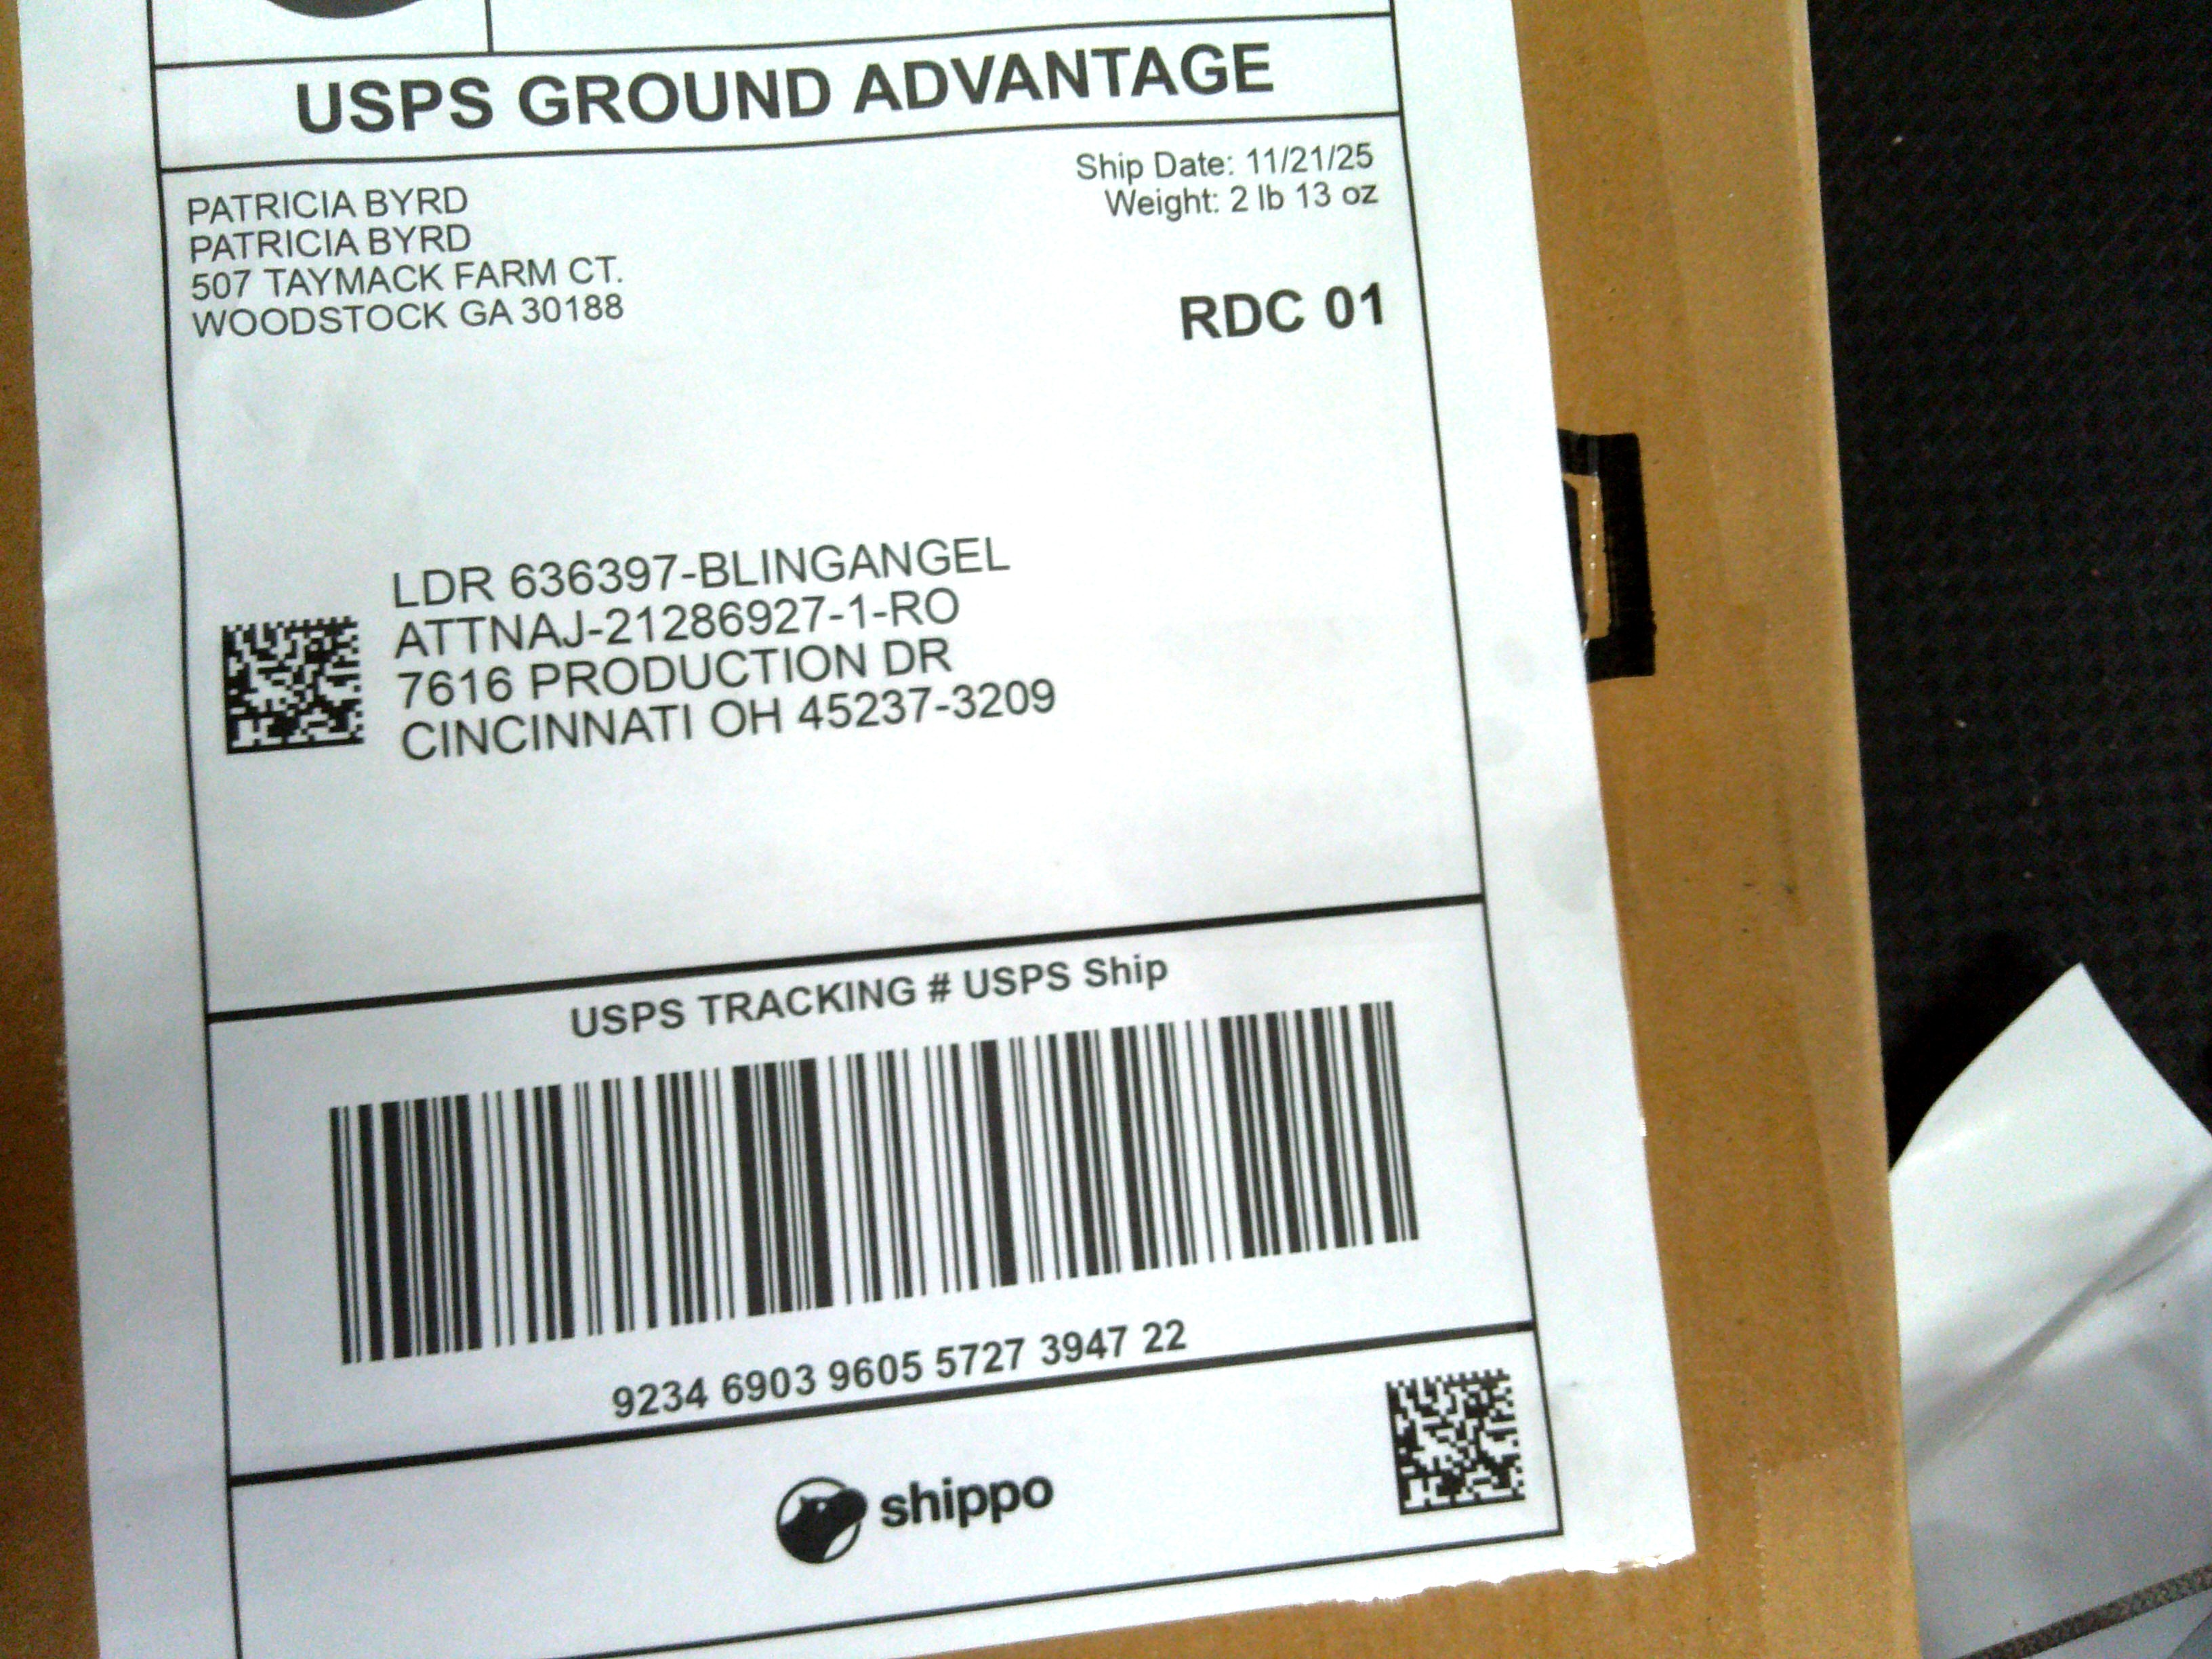 USPS GROUND ADVANTAGE
PATRICIA BYRD
PATRICIA BYRD
507 TAYMACK FARM CT.
WOODSTOCK GA 30188
Ship Date: 11/21/25
Weight: 2 lb 13 oz
RDC 01
LDR 636397-BLINGANGEL
ATTNAJ-21286927-1-RO
7616 PRODUCTION DR
CINCINNATI OH 45237-3209
USPS TRACKING # USPS Ship
9234 6903 9605 5727 3947 22
shippo